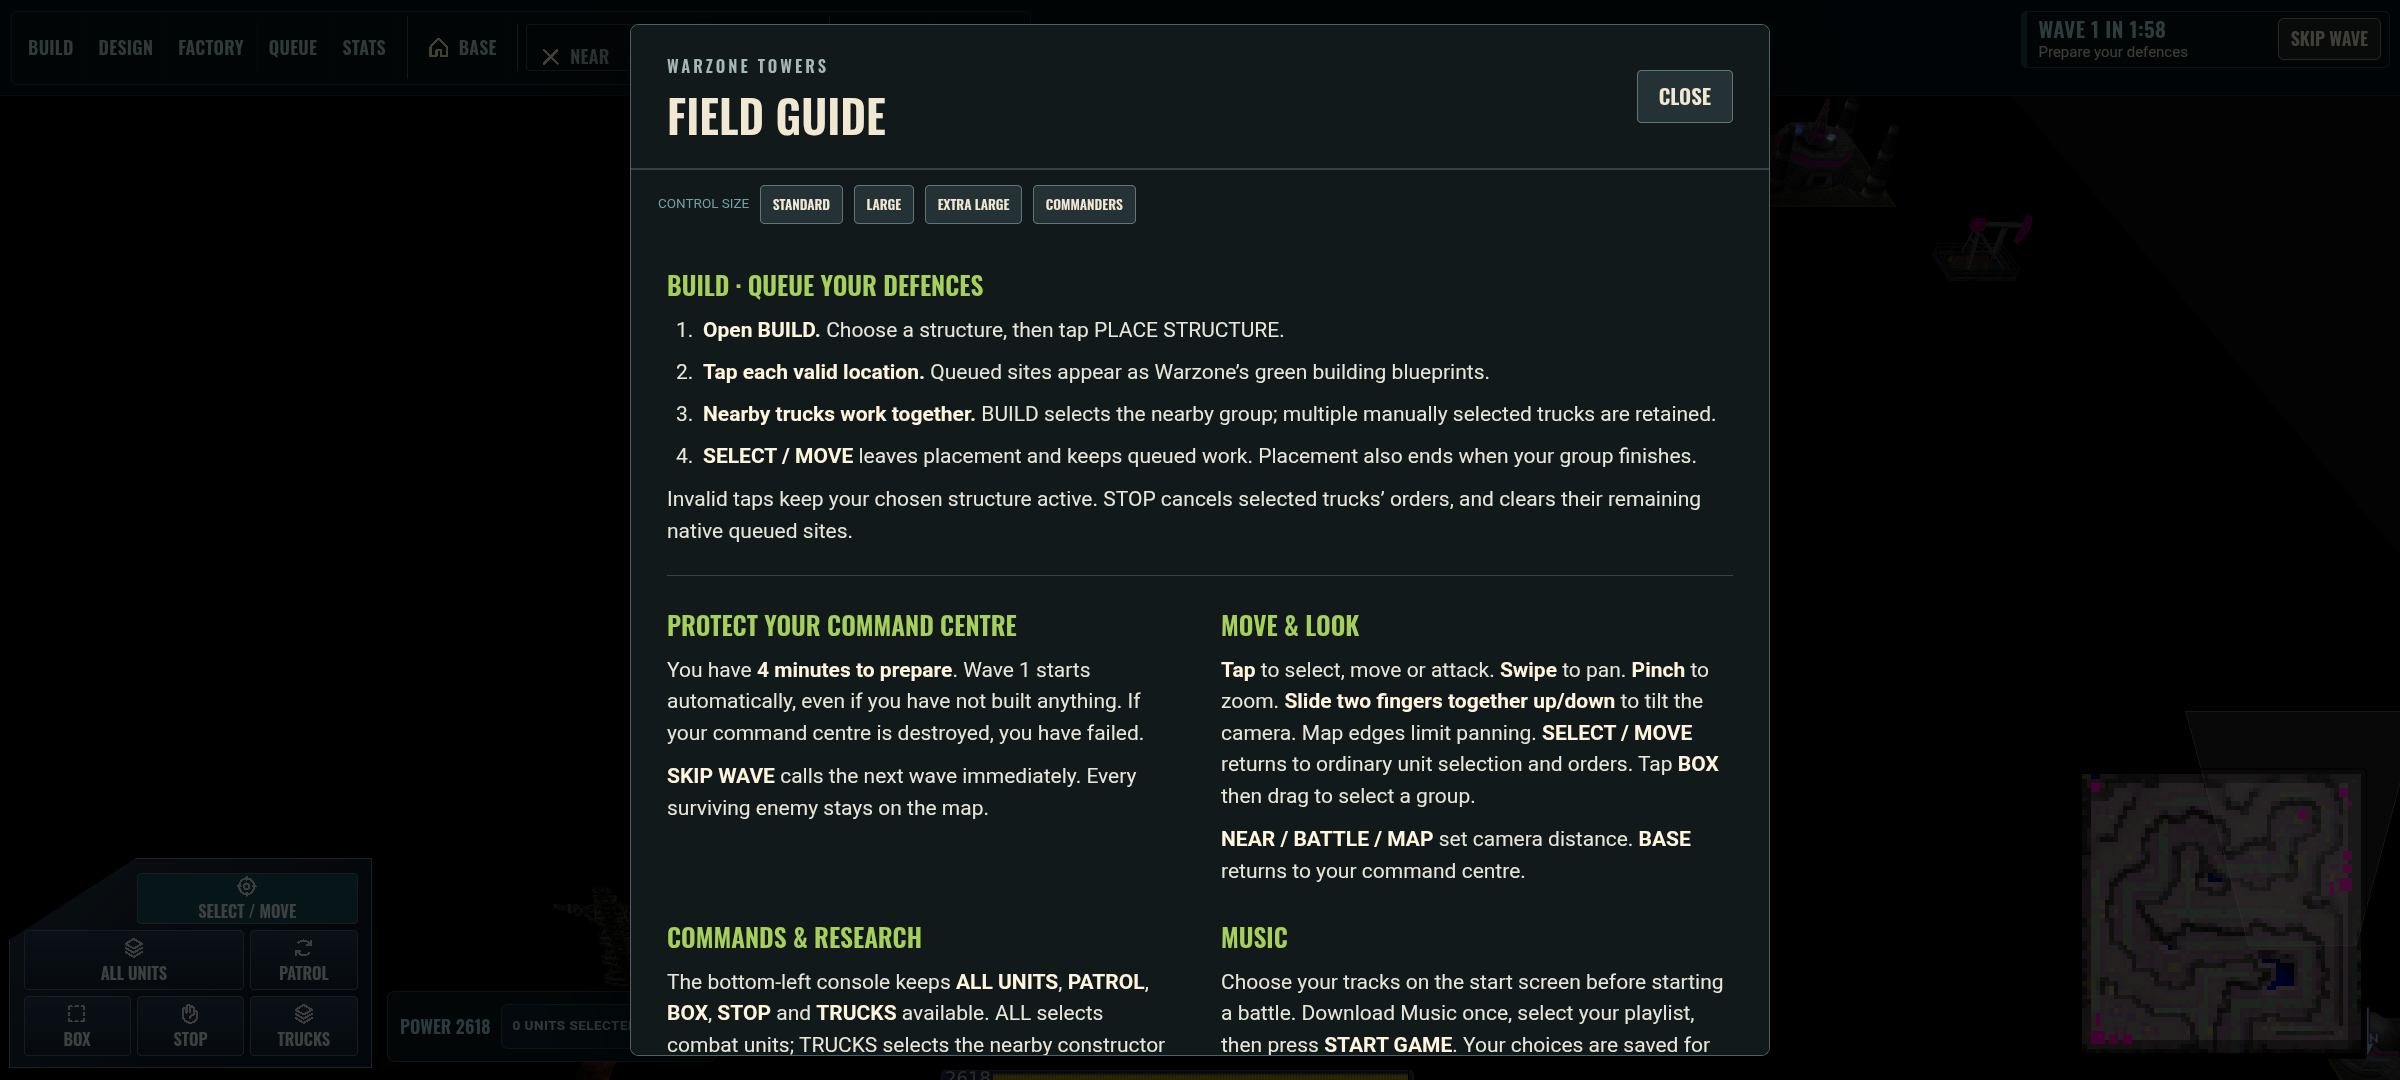 BUILD DESIGN FACTORY QUEUE STATS BASE NEAR
WAVE 1 IN 1:58
Prepare your defences
SKIP WAVE
WARZONE TOWERS
FIELD GUIDE
CLOSE
CONTROL SIZE STANDARD LARGE EXTRA LARGE COMMANDERS
BUILD · QUEUE YOUR DEFENCES
1. Open BUILD. Choose a structure, then tap PLACE STRUCTURE.
2. Tap each valid location. Queued sites appear as Warzone’s green building blueprints.
3. Nearby trucks work together. BUILD selects the nearby group; multiple manually selected trucks are retained.
4. SELECT / MOVE leaves placement and keeps queued work. Placement also ends when your group finishes.
Invalid taps keep your chosen structure active. STOP cancels selected trucks’ orders, and clears their remaining
native queued sites.
PROTECT YOUR COMMAND CENTRE
You have 4 minutes to prepare. Wave 1 starts
automatically, even if you have not built anything. If
your command centre is destroyed, you have failed.
SKIP WAVE calls the next wave immediately. Every
surviving enemy stays on the map.
MOVE & LOOK
Tap to select, move or attack. Swipe to pan. Pinch to
zoom. Slide two fingers together up/down to tilt the
camera. Map edges limit panning. SELECT / MOVE
returns to ordinary unit selection and orders. Tap BOX
then drag to select a group.
NEAR / BATTLE / MAP set camera distance. BASE
returns to your command centre.
COMMANDS & RESEARCH
The bottom-left console keeps ALL UNITS, PATROL,
BOX, STOP and TRUCKS available. ALL selects
combat units; TRUCKS selects the nearby constructor
MUSIC
Choose your tracks on the start screen before starting
a battle. Download Music once, select your playlist,
then press START GAME. Your choices are saved for
SELECT / MOVE
ALL UNITS PATROL
BOX STOP TRUCKS
POWER 2618 0 UNITS SELECTE
2618